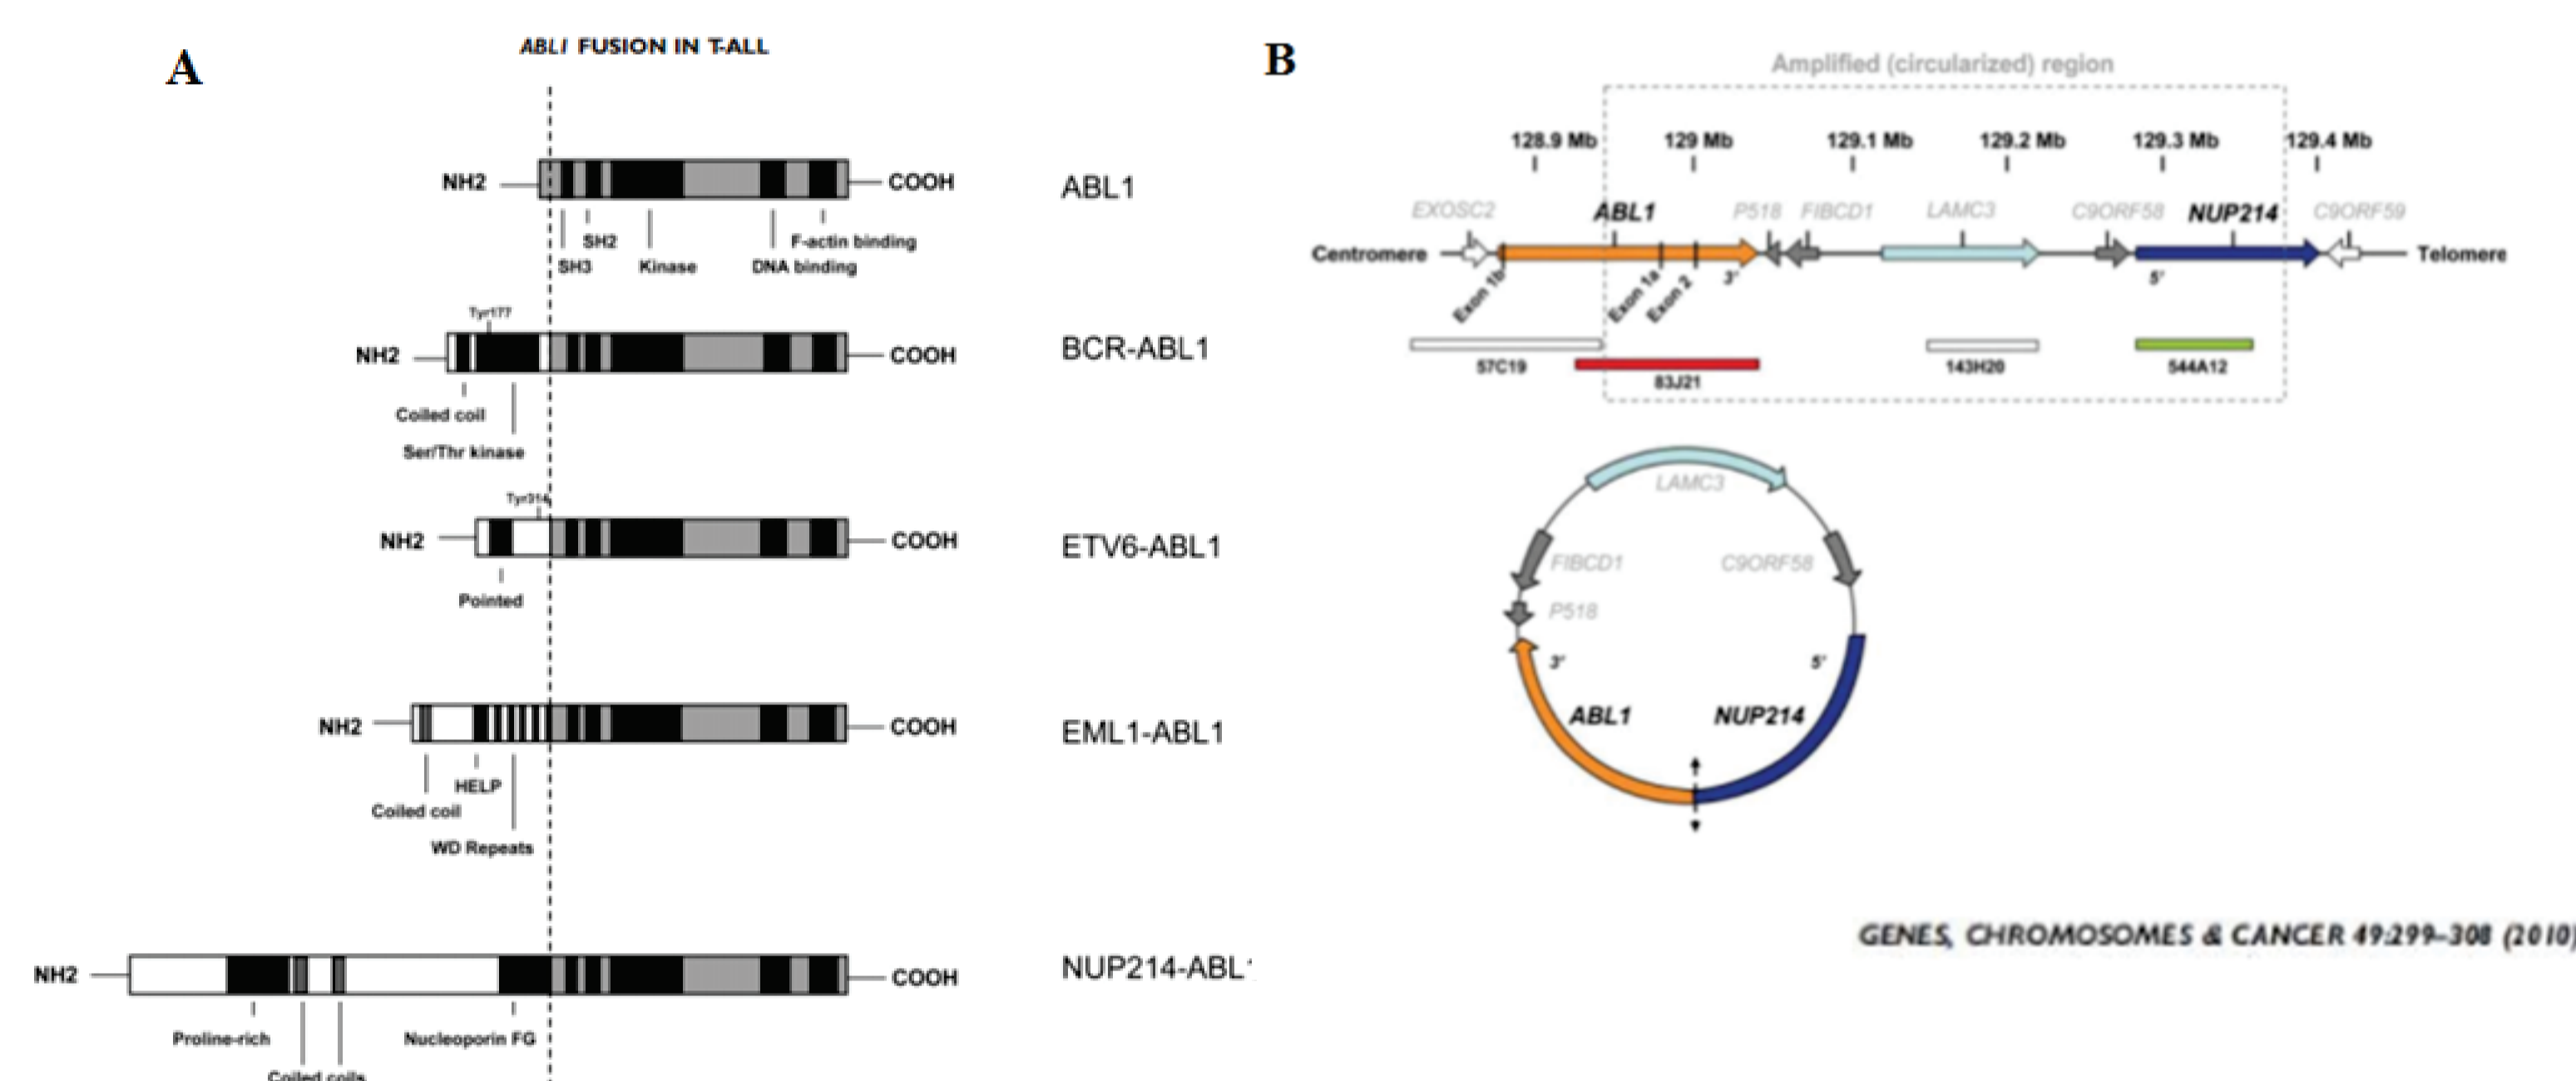 A
ABL1 FUSION IN T-ALL
NH2
COOH
ABL1
SH2
F-actin binding
SH3
Kinase
DNA binding
Tyr177
NH2
COOH
BCR-ABL1
Coiled coil
Ser/Thr kinase
Tyr314
NH2
COOH
ETV6-ABL1
Pointed
NH2
COOH
EML1-ABL1
HELP
Coiled coil
WD Repeats
NH2
COOH
NUP214-ABL1
Proline-rich
Nucleoporin FG
Coiled coils
B
Amplified (circularized) region
128.9 Mb
129 Mb
129.1 Mb
129.2 Mb
129.3 Mb
129.4 Mb
EXOSC2
ABL1
P518
FIBCD1
LAMC3
C9ORF58
NUP214
C9ORF59
Centromere
Telomere
Exon 1b
Exon 1a
Exon 2
3'
5'
57C19
83J21
143H20
544A12
LAMC3
FIBCD1
C9ORF58
P518
3'
5'
ABL1
NUP214
GENES, CHROMOSOMES & CANCER 49:299–308 (2010)